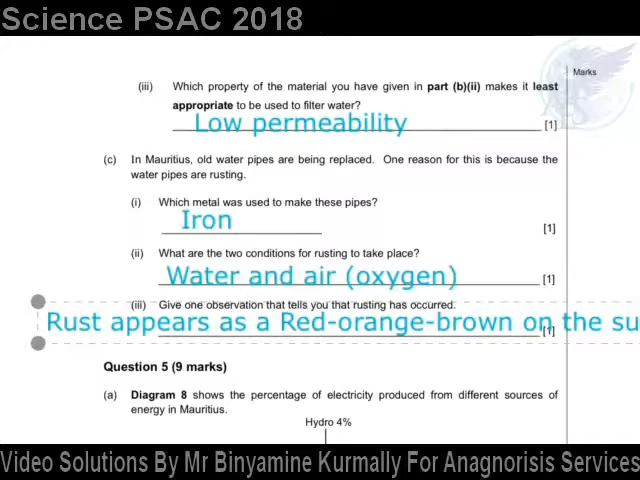 Science PSAC 2018
Marks
(iii) Which property of the material you have given in part (b)(ii) makes it least
appropriate to be used to filter water?
Low permeability [1]
(c) In Mauritius, old water pipes are being replaced. One reason for this is because the
water pipes are rusting.
(i) Which metal was used to make these pipes?
Iron [1]
(ii) What are the two conditions for rusting to take place?
Water and air (oxygen) [1]
(iii) Give one observation that tells you that rusting has occurred.
Rust appears as a Red-orange-brown on the su
[1]
Question 5 (9 marks)
(a) Diagram 8 shows the percentage of electricity produced from different sources of
energy in Mauritius.
Hydro 4%
Video Solutions By Mr Binyamine Kurmally For Anagnorisis Services